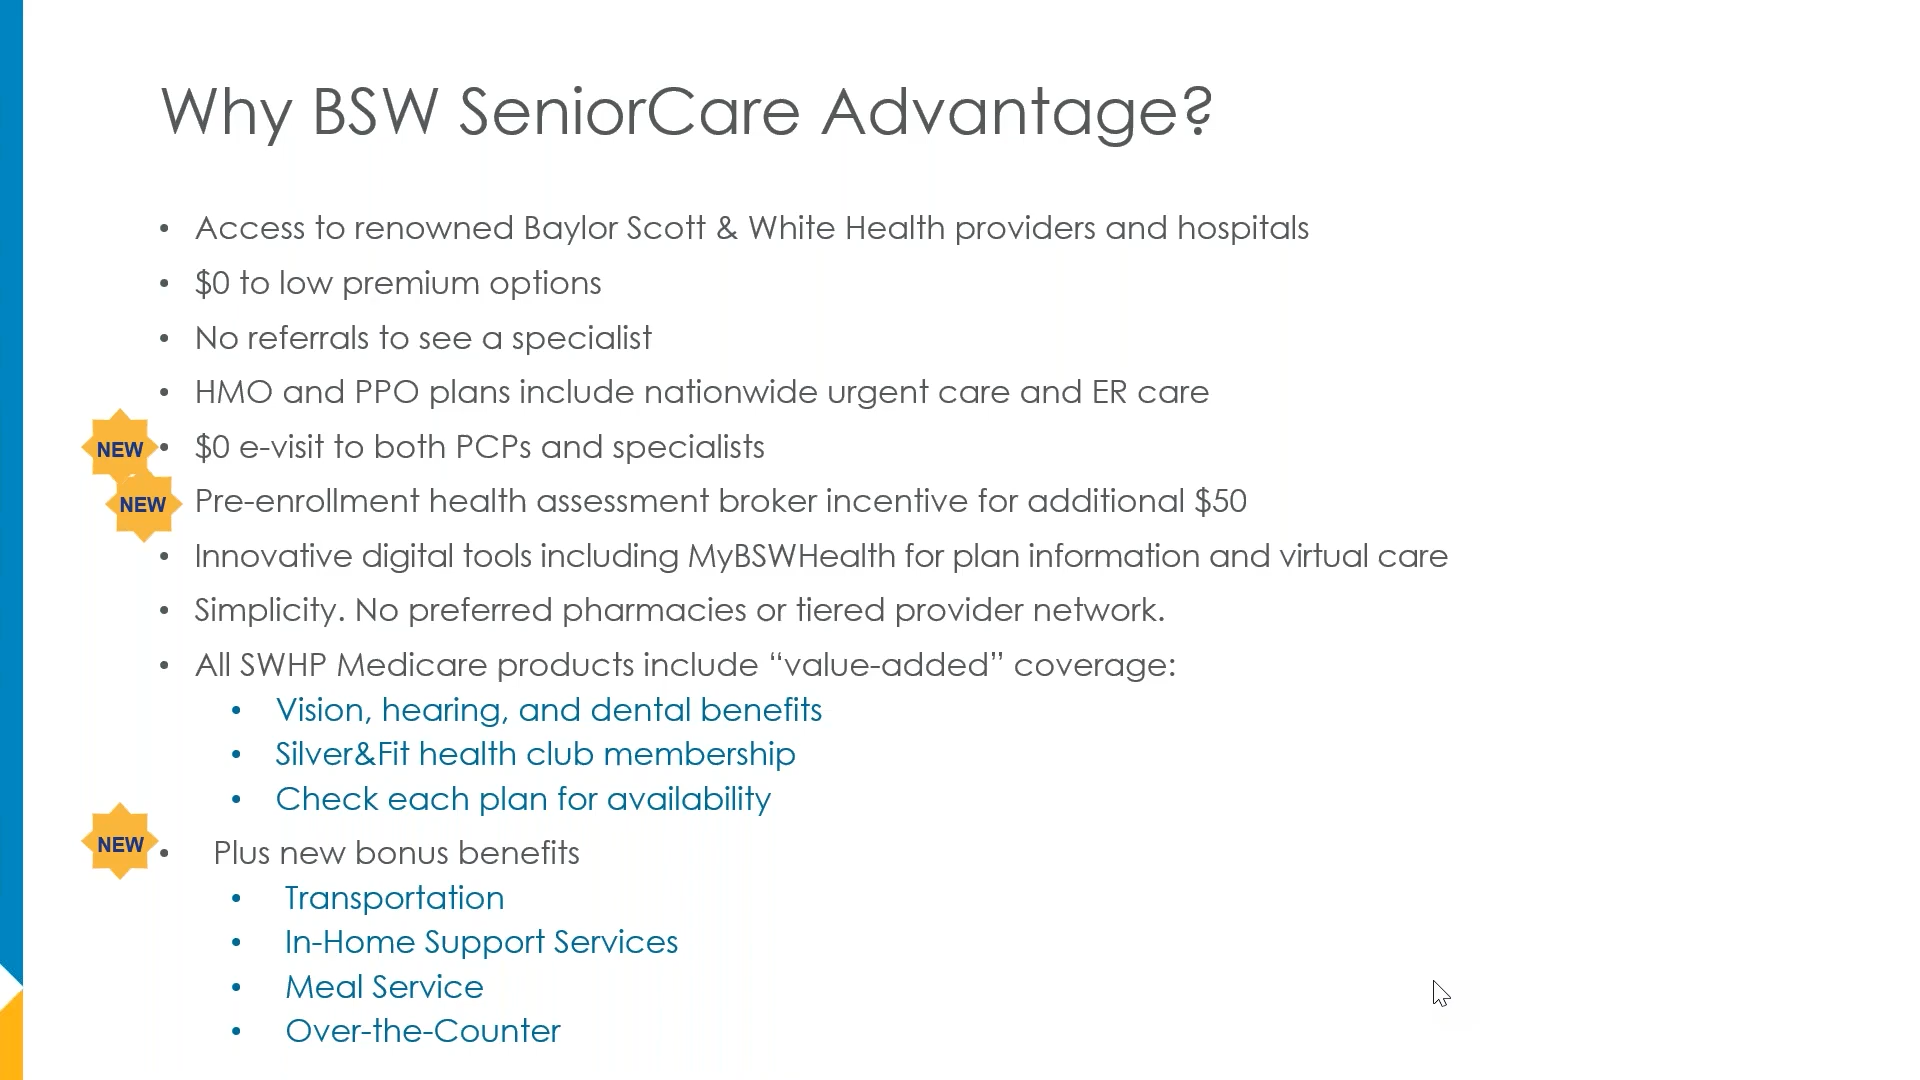 Why BSW SeniorCare Advantage?
• Access to renowned Baylor Scott & White Health providers and hospitals
• $0 to low premium options
• No referrals to see a specialist
• HMO and PPO plans include nationwide urgent care and ER care
NEW • $0 e-visit to both PCPs and specialists
NEW Pre-enrollment health assessment broker incentive for additional $50
• Innovative digital tools including MyBSWHealth for plan information and virtual care
• Simplicity. No preferred pharmacies or tiered provider network.
• All SWHP Medicare products include “value-added” coverage:
• Vision, hearing, and dental benefits
• Silver&Fit health club membership
• Check each plan for availability
NEW • Plus new bonus benefits
• Transportation
• In-Home Support Services
• Meal Service
• Over-the-Counter